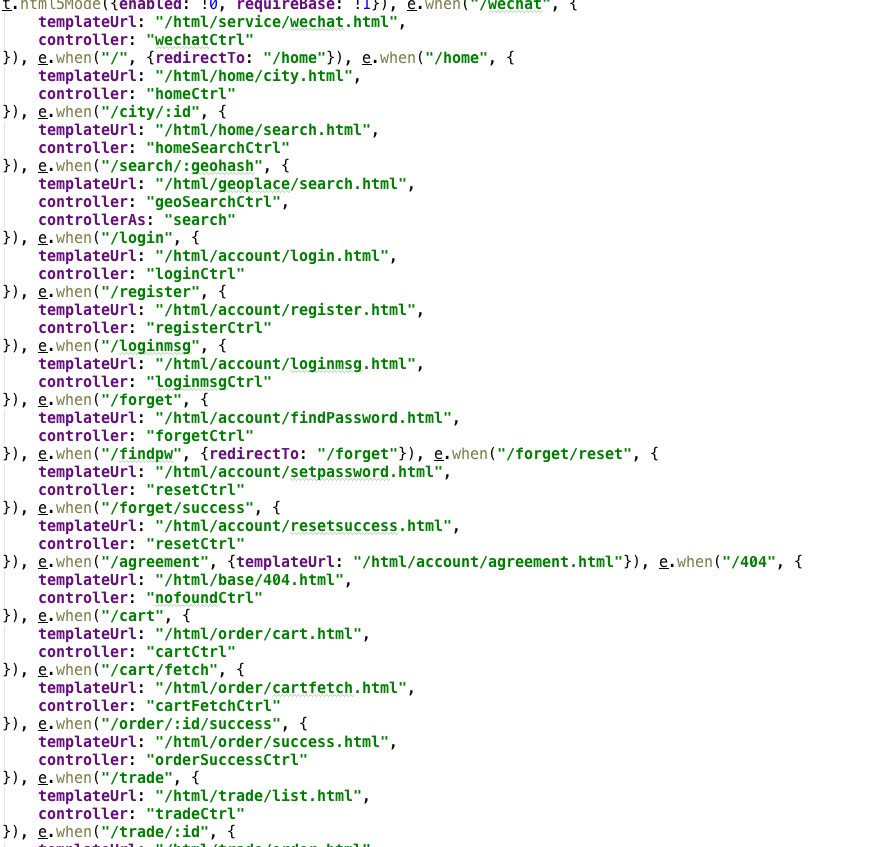 t.html5Mode({enabled: !0, requireBase: !1}), e.when("/wechat", {
templateUrl: "/html/service/wechat.html",
controller: "wechatCtrl"
}), e.when("/", {redirectTo: "/home"}), e.when("/home", {
templateUrl: "/html/home/city.html",
controller: "homeCtrl"
}), e.when("/city/:id", {
templateUrl: "/html/home/search.html",
controller: "homeSearchCtrl"
}), e.when("/search/:geohash", {
templateUrl: "/html/geoplace/search.html",
controller: "geoSearchCtrl",
controllerAs: "search"
}), e.when("/login", {
templateUrl: "/html/account/login.html",
controller: "loginCtrl"
}), e.when("/register", {
templateUrl: "/html/account/register.html",
controller: "registerCtrl"
}), e.when("/loginmsg", {
templateUrl: "/html/account/loginmsg.html",
controller: "loginmsgCtrl"
}), e.when("/forget", {
templateUrl: "/html/account/findPassword.html",
controller: "forgetCtrl"
}), e.when("/findpw", {redirectTo: "/forget"}), e.when("/forget/reset", {
templateUrl: "/html/account/setpassword.html",
controller: "resetCtrl"
}), e.when("/forget/success", {
templateUrl: "/html/account/resetsuccess.html",
controller: "resetCtrl"
}), e.when("/agreement", {templateUrl: "/html/account/agreement.html"}), e.when("/404", {
templateUrl: "/html/base/404.html",
controller: "nofoundCtrl"
}), e.when("/cart", {
templateUrl: "/html/order/cart.html",
controller: "cartCtrl"
}), e.when("/cart/fetch", {
templateUrl: "/html/order/cartfetch.html",
controller: "cartFetchCtrl"
}), e.when("/order/:id/success", {
templateUrl: "/html/order/success.html",
controller: "orderSuccessCtrl"
}), e.when("/trade", {
templateUrl: "/html/trade/list.html",
controller: "tradeCtrl"
}), e.when("/trade/:id", {